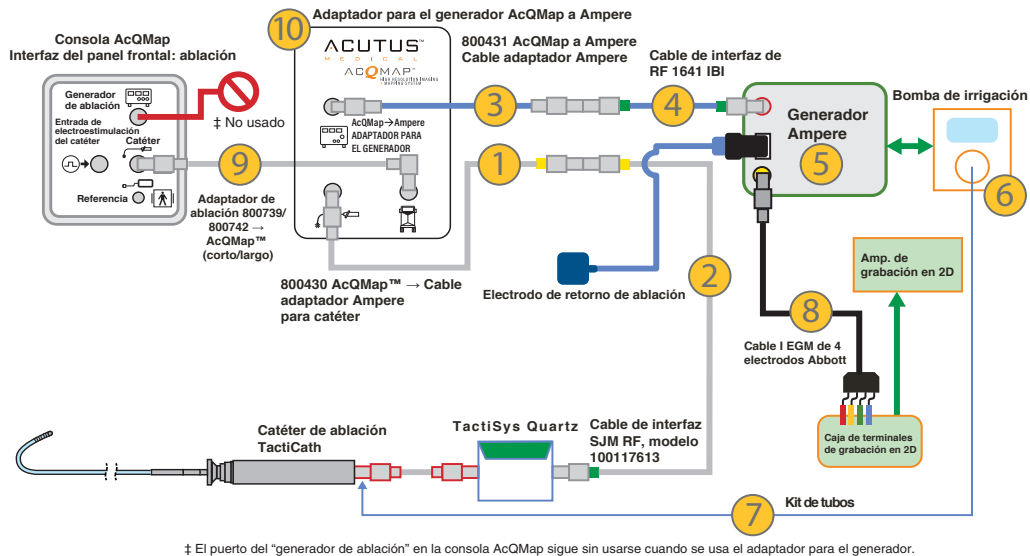 Consola AcQMap
Interfaz del panel frontal: ablación
Generador
de ablación
‡ No usado
Entrada de
electroestimulación
del catéter
Catéter
Referencia
9
Adaptador de
ablación 800739/
800742 →
AcQMap™
(corto/largo)
10
Adaptador para el generador AcQMap a Ampere
ACUTUS™
MEDICAL
ACQMAP™
HIGH RESOLUTION IMAGING
+ MAPPING SYSTEM
AcQMap→Ampere
ADAPTADOR PARA
EL GENERADOR
800431 AcQMap a Ampere
Cable adaptador Ampere
3
Cable de interfaz de
RF 1641 IBI
4
1
800430 AcQMap™ → Cable
adaptador Ampere
para catéter
Generador
Ampere
5
Bomba de irrigación
6
Electrodo de retorno de ablación
2
Amp. de
grabación en 2D
8
Cable I EGM de 4
electrodos Abbott
Caja de terminales
de grabación en 2D
Catéter de ablación
TactiCath
TactiSys Quartz
Cable de interfaz
SJM RF, modelo
100117613
7
Kit de tubos
‡ El puerto del "generador de ablación" en la consola AcQMap sigue sin usarse cuando se usa el adaptador para el generador.